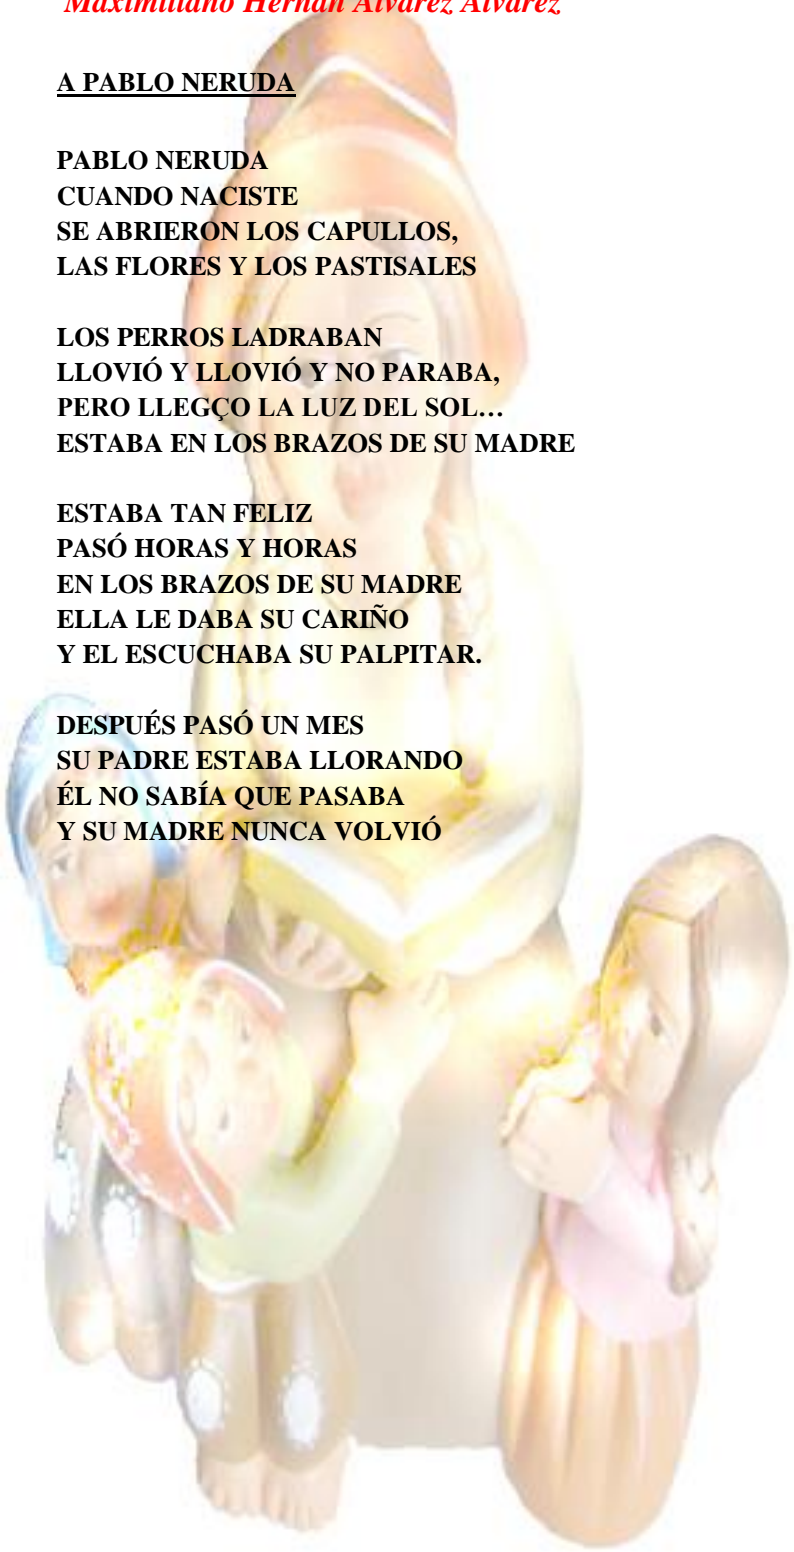 Maximiliano Hernán Álvarez Álvarez
A PABLO NERUDA
PABLO NERUDA
CUANDO NACISTE
SE ABRIERON LOS CAPULLOS,
LAS FLORES Y LOS PASTISALES
LOS PERROS LADRABAN
LLOVIÓ Y LLOVIÓ Y NO PARABA,
PERO LLEGÇO LA LUZ DEL SOL…
ESTABA EN LOS BRAZOS DE SU MADRE
ESTABA TAN FELIZ
PASÓ HORAS Y HORAS
EN LOS BRAZOS DE SU MADRE
ELLA LE DABA SU CARIÑO
Y EL ESCUCHABA SU PALPITAR.
DESPUÉS PASÓ UN MES
SU PADRE ESTABA LLORANDO
ÉL NO SABÍA QUE PASABA
Y SU MADRE NUNCA VOLVIÓ